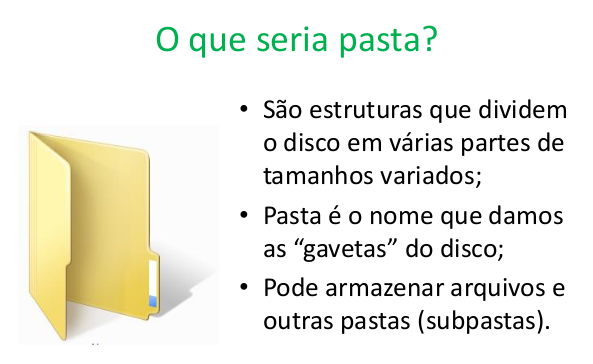 O que seria pasta?
• São estruturas que dividem
o disco em várias partes de
tamanhos variados;
• Pasta é o nome que damos
as “gavetas” do disco;
• Pode armazenar arquivos e
outras pastas (subpastas).